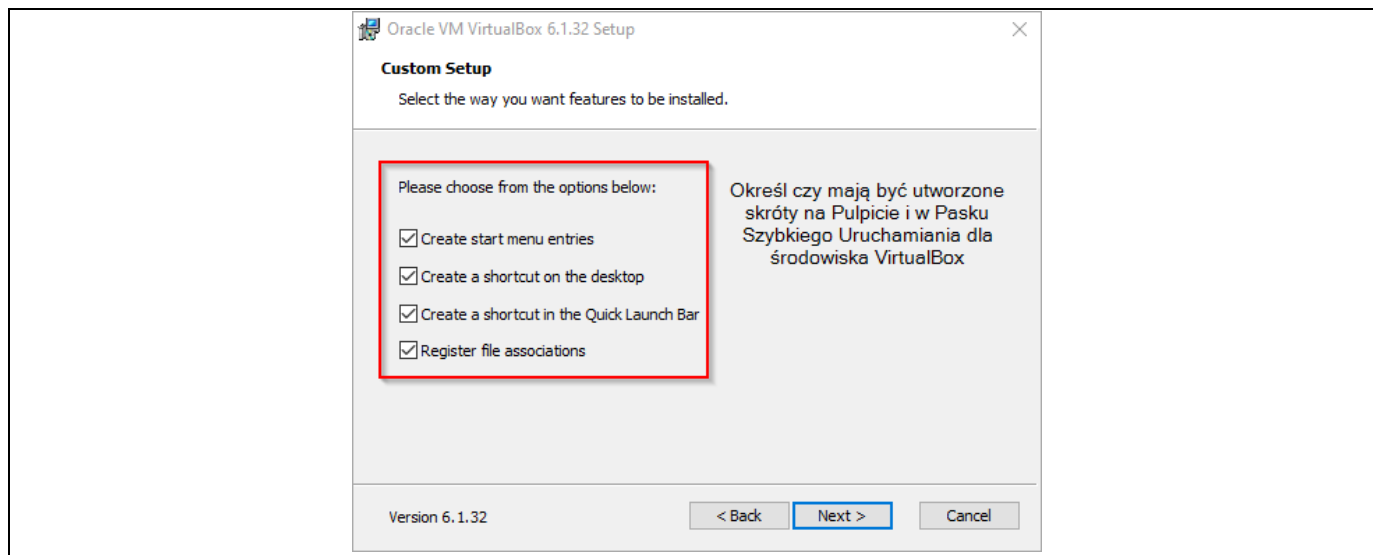 Oracle VM VirtualBox 6.1.32 Setup
Custom Setup
Select the way you want features to be installed.
Please choose from the options below:
Create start menu entries
Create a shortcut on the desktop
Create a shortcut in the Quick Launch Bar
Register file associations
Określ czy mają być utworzone
skróty na Pulpicie i w Pasku
Szybkiego Uruchamiania dla
środowiska VirtualBox
Version 6.1.32
< Back
Next >
Cancel